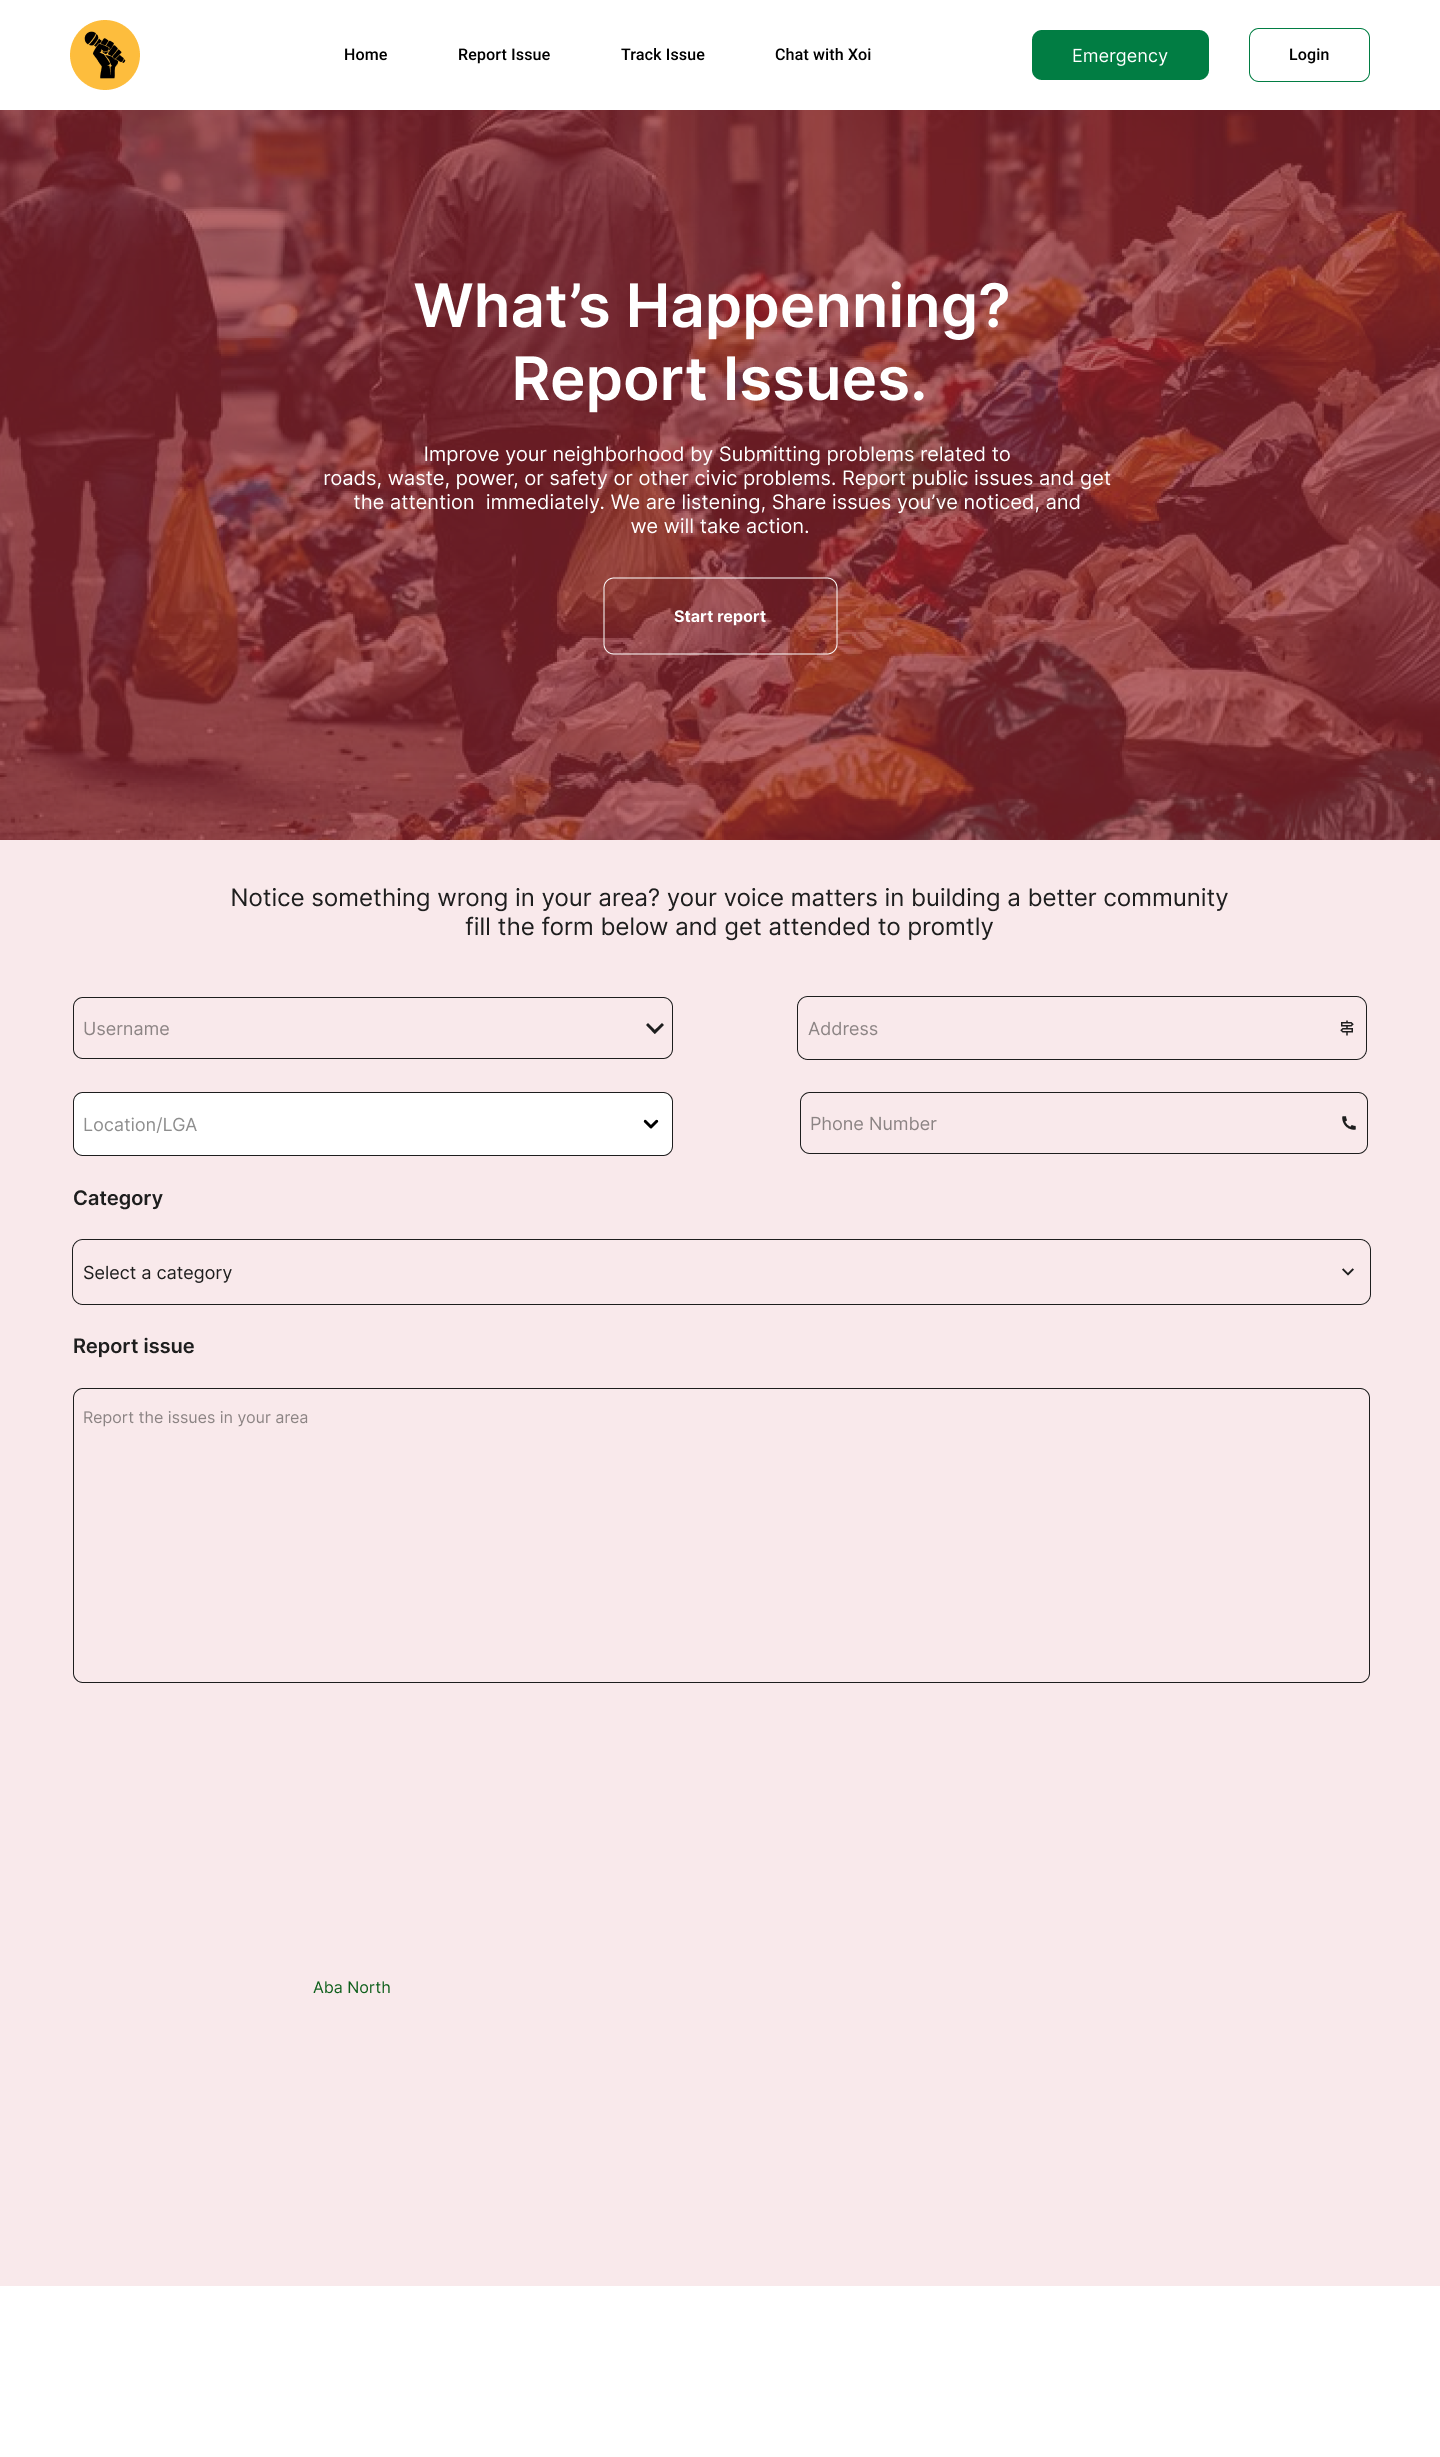 Home
Report Issue
Track Issue
Chat with Xoi
Emergency
Login
What’s Happenning?
Report Issues.
Improve your neighborhood by Submitting problems related to
roads, waste, power, or safety or other civic problems. Report public issues and get
the attention  immediately. We are listening, Share issues you’ve noticed, and
we will take action.
Start report
Notice something wrong in your area? your voice matters in building a better community
fill the form below and get attended to promtly
Username
Address
Location/LGA
Phone Number
Category
Select a category
Report issue
Report the issues in your area
Aba North